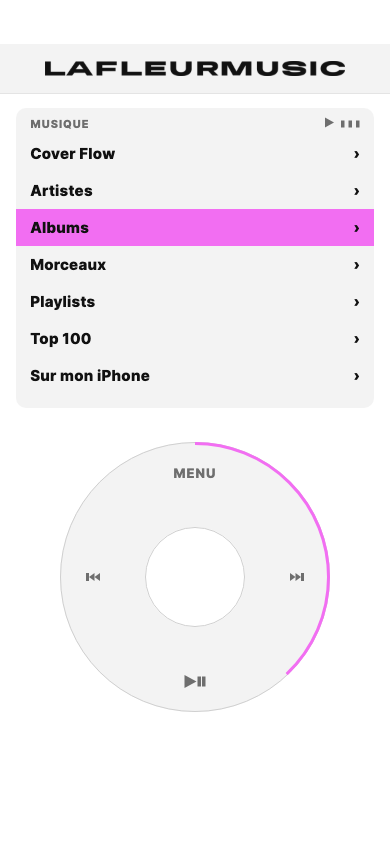 LAFLEURMUSIC
MUSIQUE
Cover Flow ›
Artistes ›
Albums ›
Morceaux ›
Playlists ›
Top 100 ›
Sur mon iPhone ›
MENU